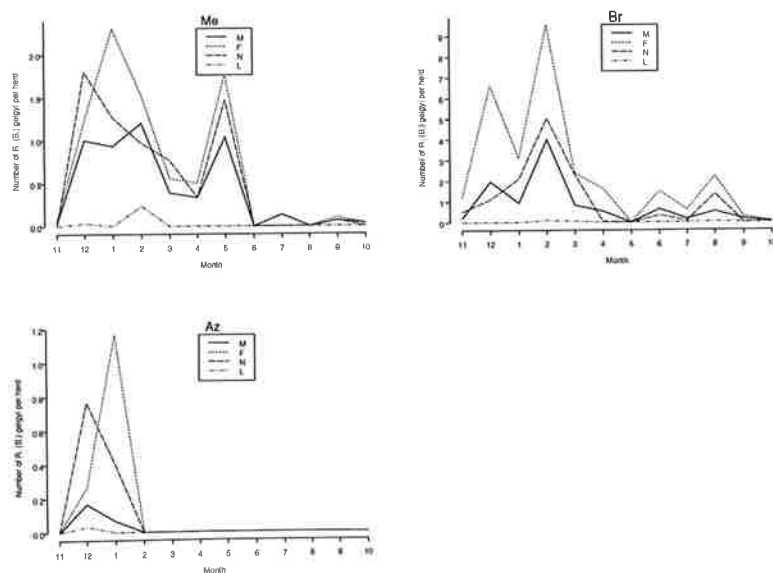 Me
M
F
N
L
Number of R. (B.) geigyi per herd
2.0
1.5
1.0
0.5
0.0
11 12 1 2 3 4 5 6 7 8 9 10
Month
Br
M
F
N
L
Number of R. (B.) geigyi per herd
9
8
7
6
5
4
3
2
1
0
11 12 1 2 3 4 5 6 7 8 9 10
Month
Az
M
F
N
L
Number of R. (B.) geigyi per herd
1.2
1.0
0.8
0.6
0.4
0.2
0.0
11 12 1 2 3 4 5 6 7 8 9 10
Month